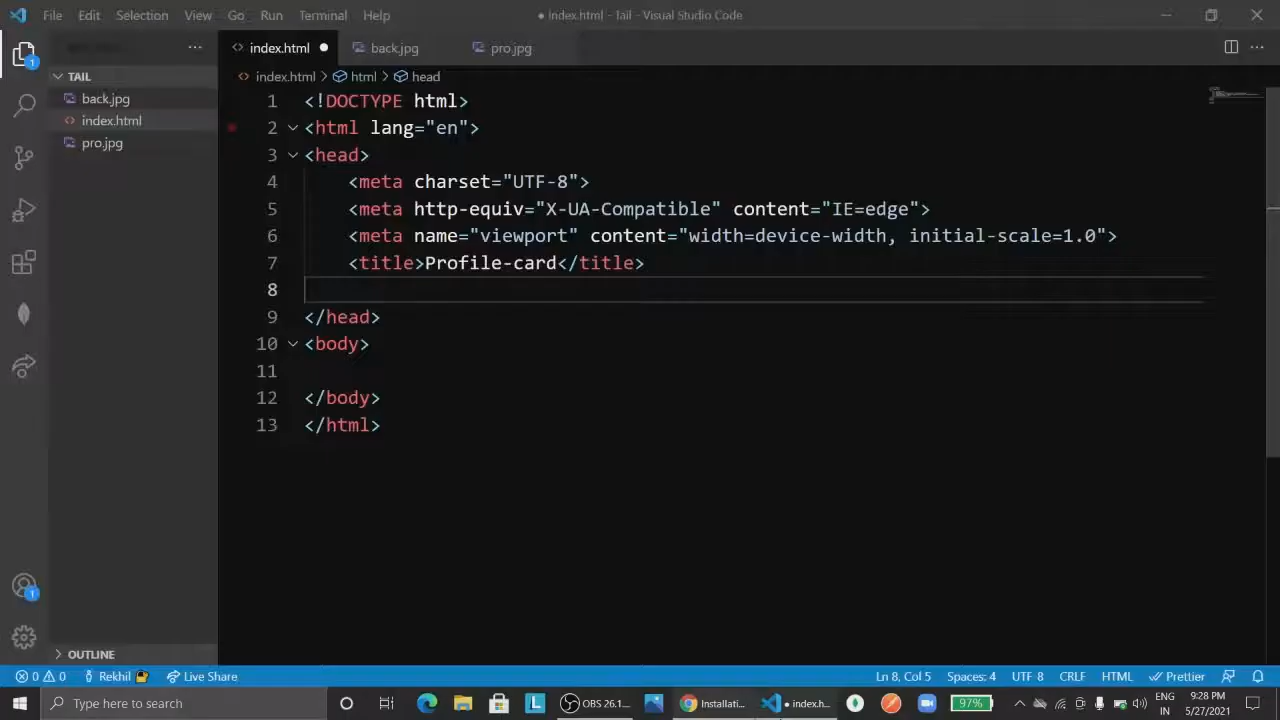 File Edit Selection View Go Run Terminal Help
● index.html - Tail - Visual Studio Code
index.html ●
back.jpg
pro.jpg
TAIL
back.jpg
index.html
pro.jpg
index.html > html > head
1 <!DOCTYPE html>
2 <html lang="en">
3 <head>
4 <meta charset="UTF-8">
5 <meta http-equiv="X-UA-Compatible" content="IE=edge">
6 <meta name="viewport" content="width=device-width, initial-scale=1.0">
7 <title>Profile-card</title>
8
9 </head>
10 <body>
11
12 </body>
13 </html>
1
1
OUTLINE
0 0 Rekhil Live Share
Ln 8, Col 5 Spaces: 4 UTF-8 CRLF HTML Prettier
Type here to search
L
OBS 26.1...
Installati...
● index.h...
97%
ENG
IN
9:28 PM
5/27/2021